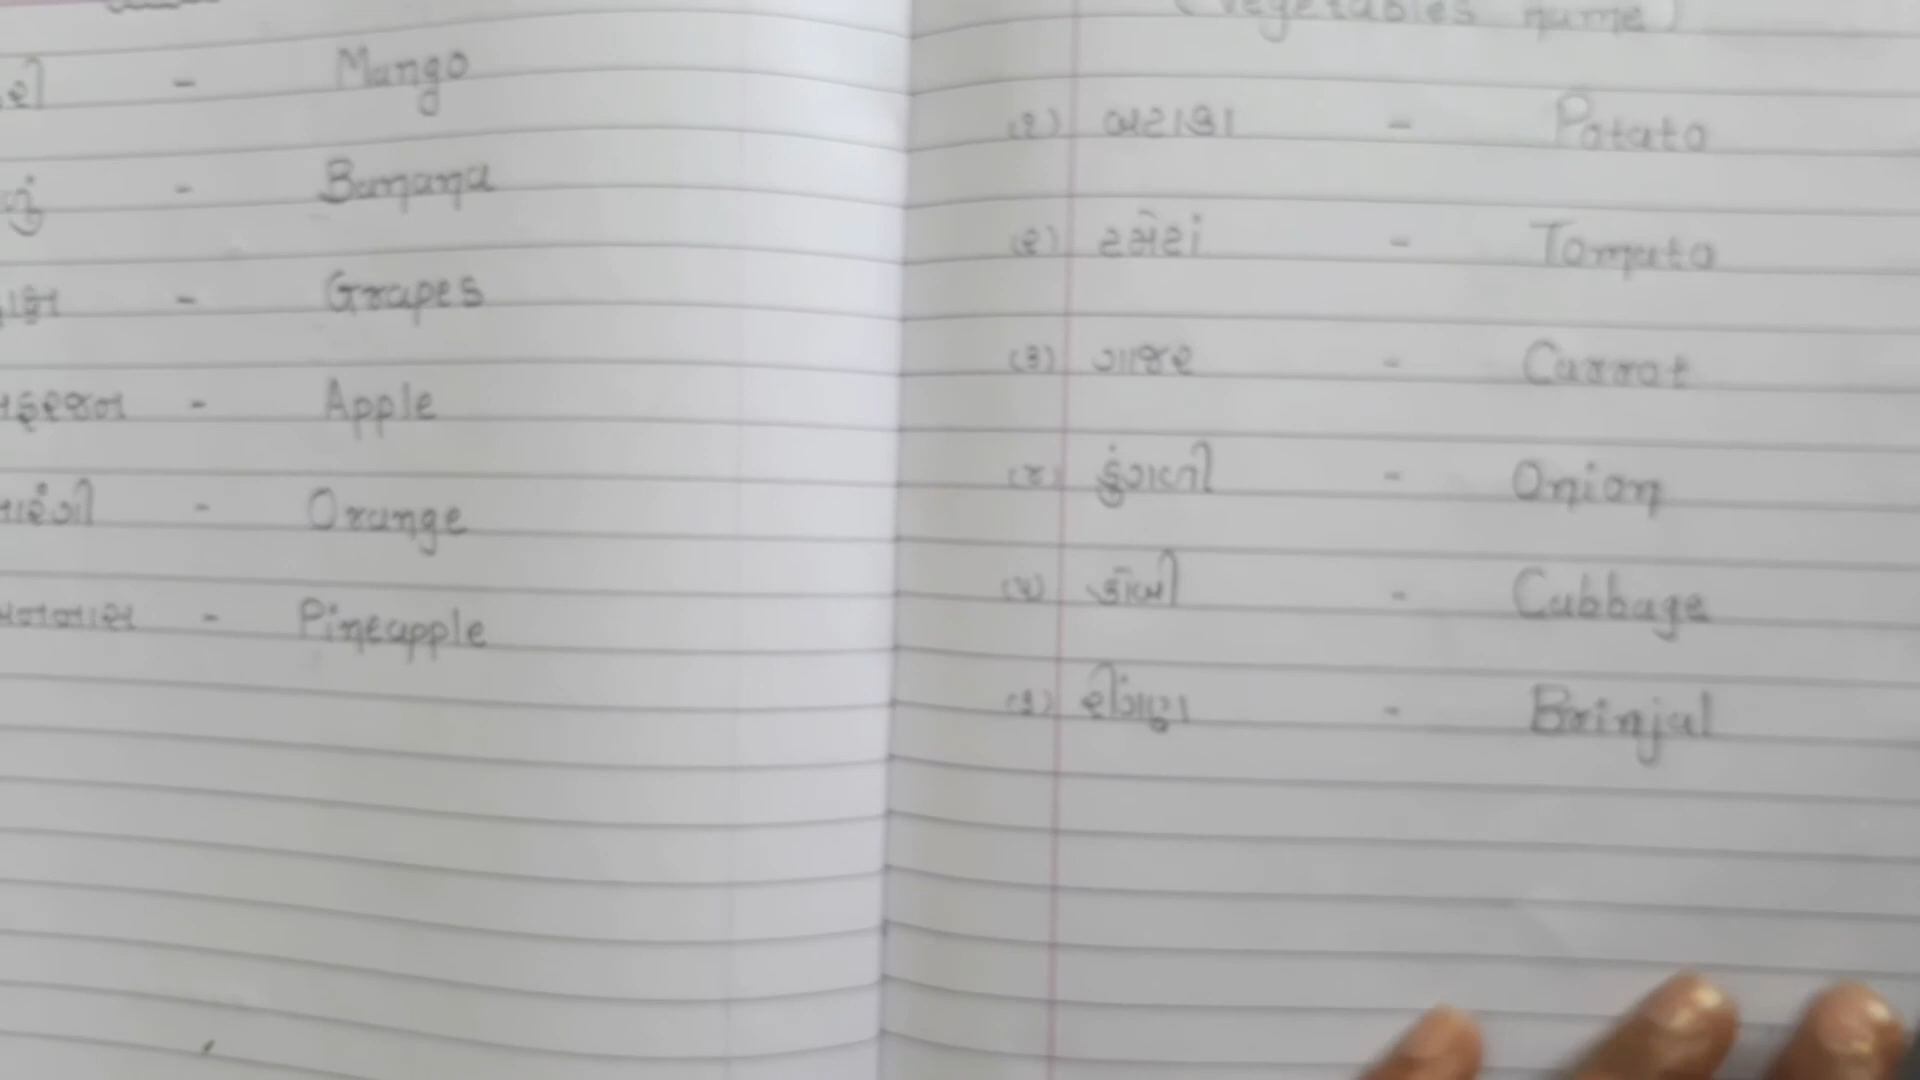 - Mango
- Banana
- Grapes
- Apple
- Orange
- Pineapple
(vegetables name)
(૧) બટાકા - Potato
(૨) ટમેટાં - Tomato
(૩) ગાજર - Carrot
(૪) ડુંગળી - Onion
(૫) કોબી - Cabbage
(૬) રીંગણા - Brinjal